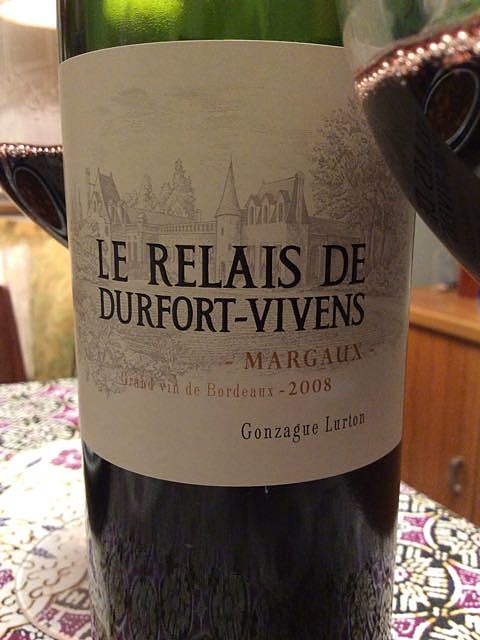 LE RELAIS DE
DURFORT-VIVENS
- MARGAUX -
Grand vin de Bordeaux - 2008
Gonzague Lurton